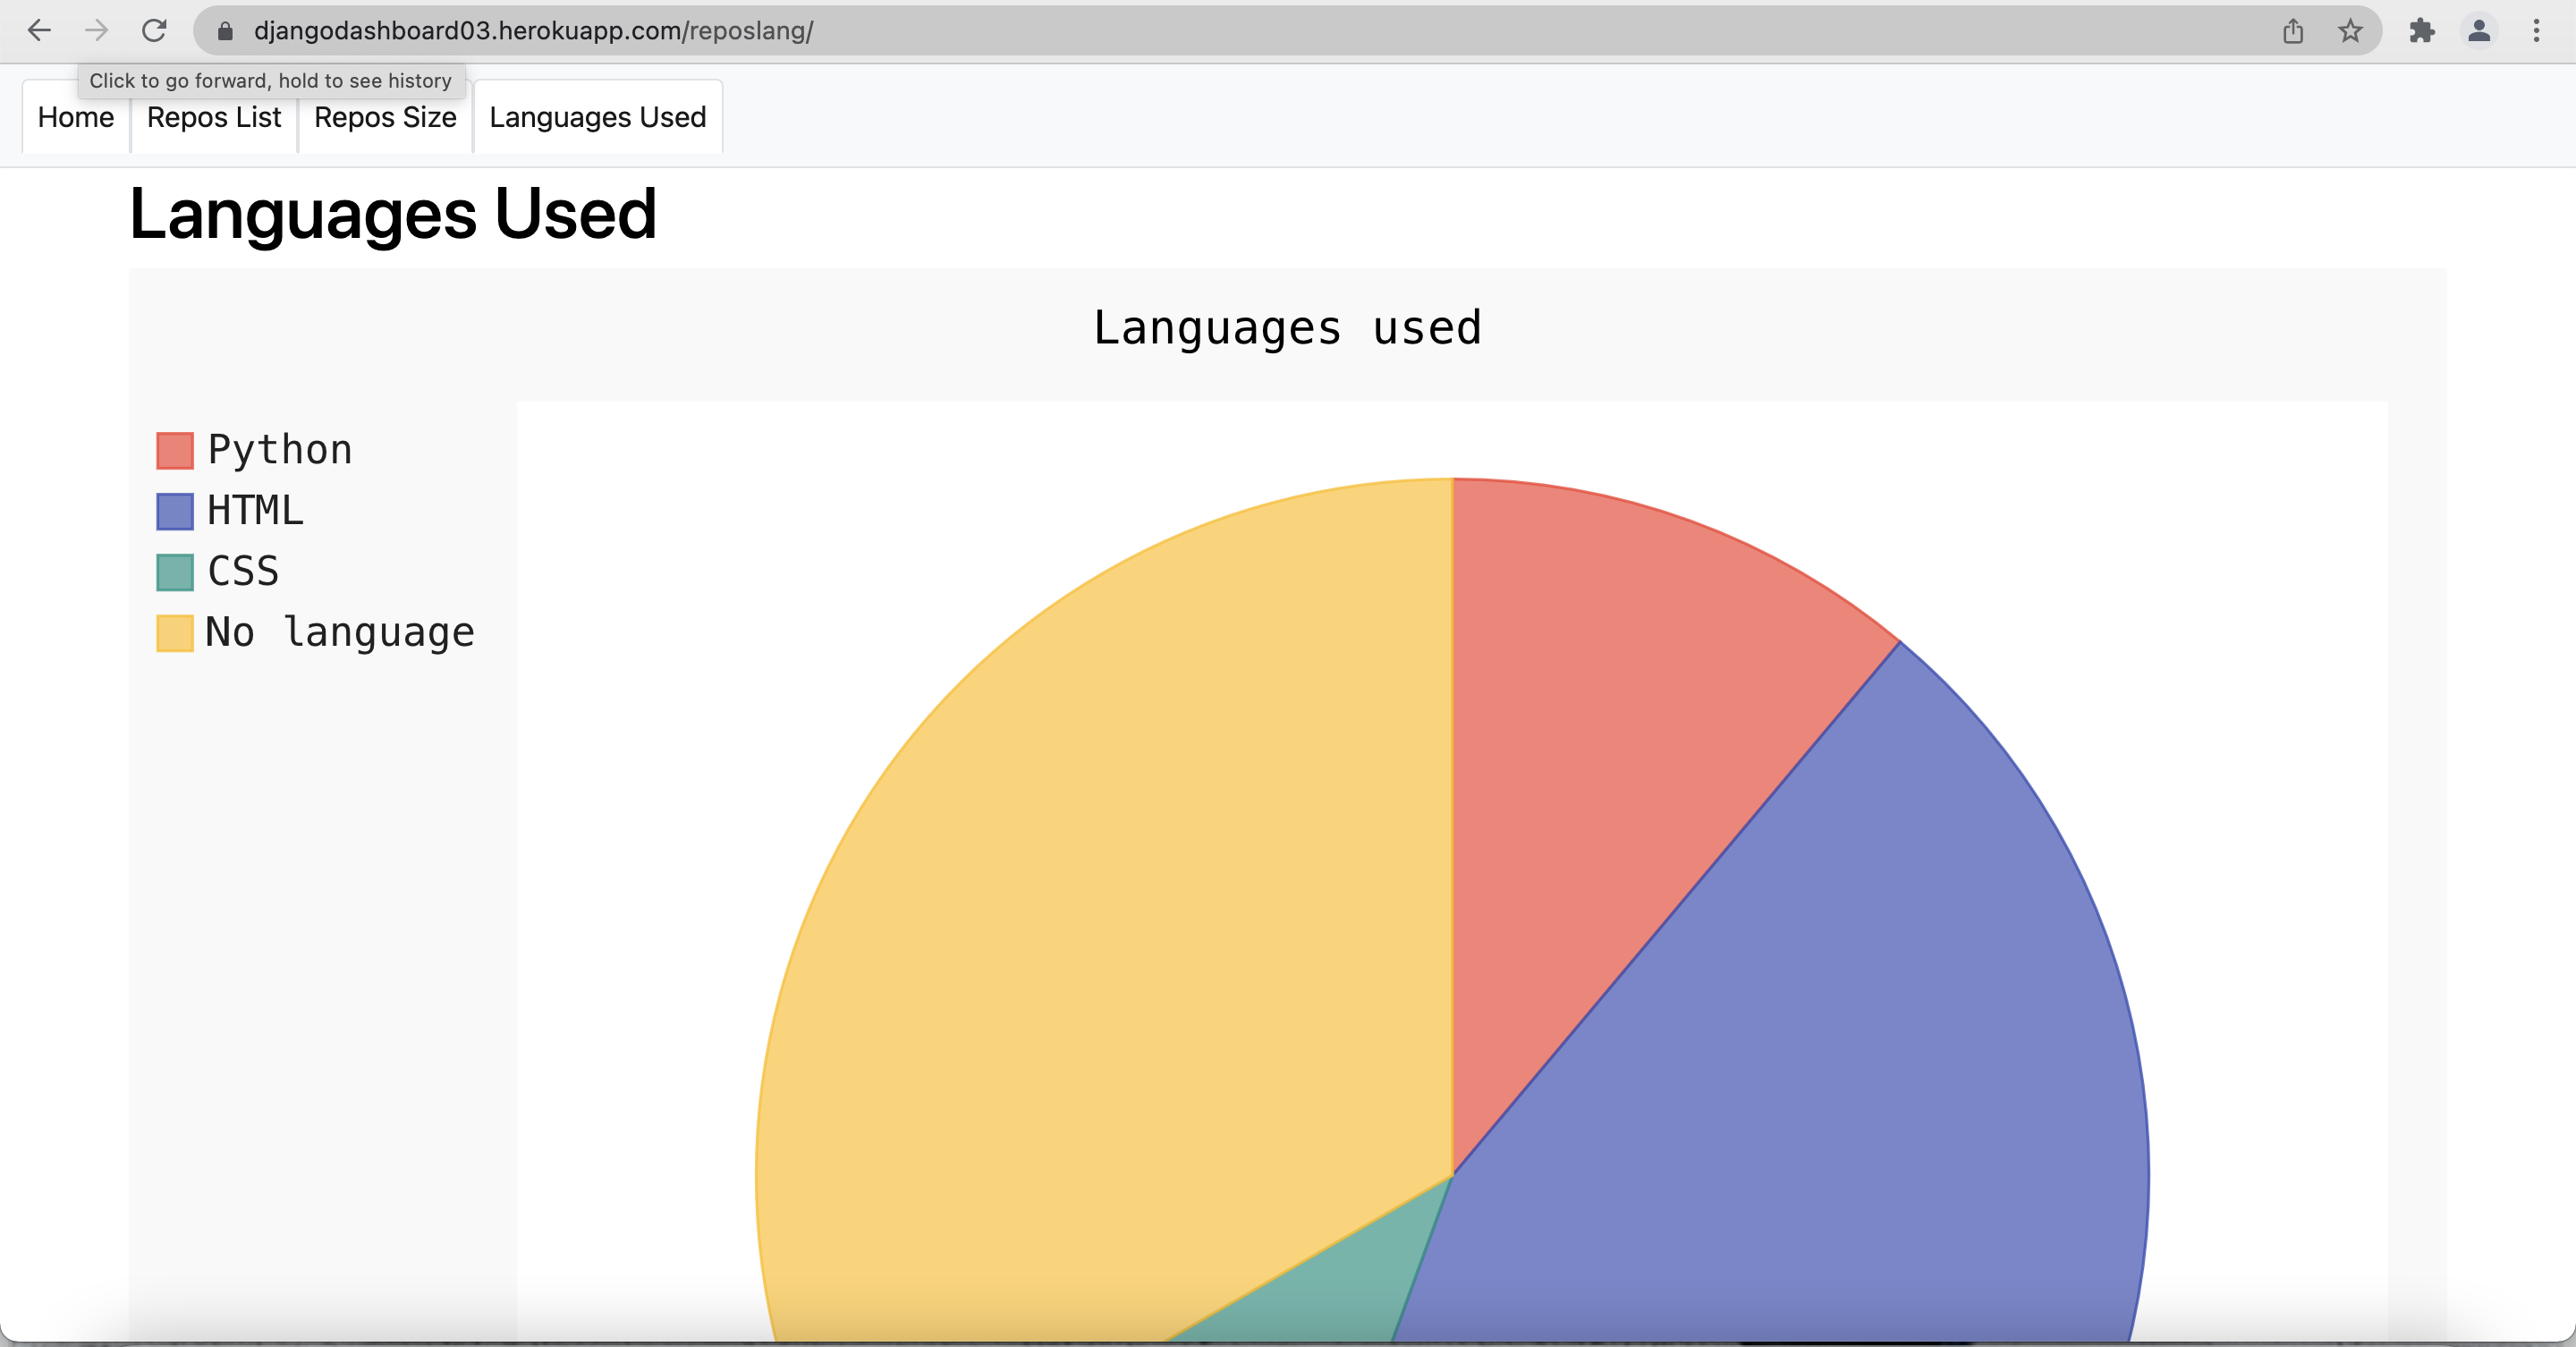 djangodashboard03.herokuapp.com/reposlang/
Click to go forward, hold to see history
Home Repos List Repos Size Languages Used
Languages Used
Languages used
Python
HTML
CSS
No language